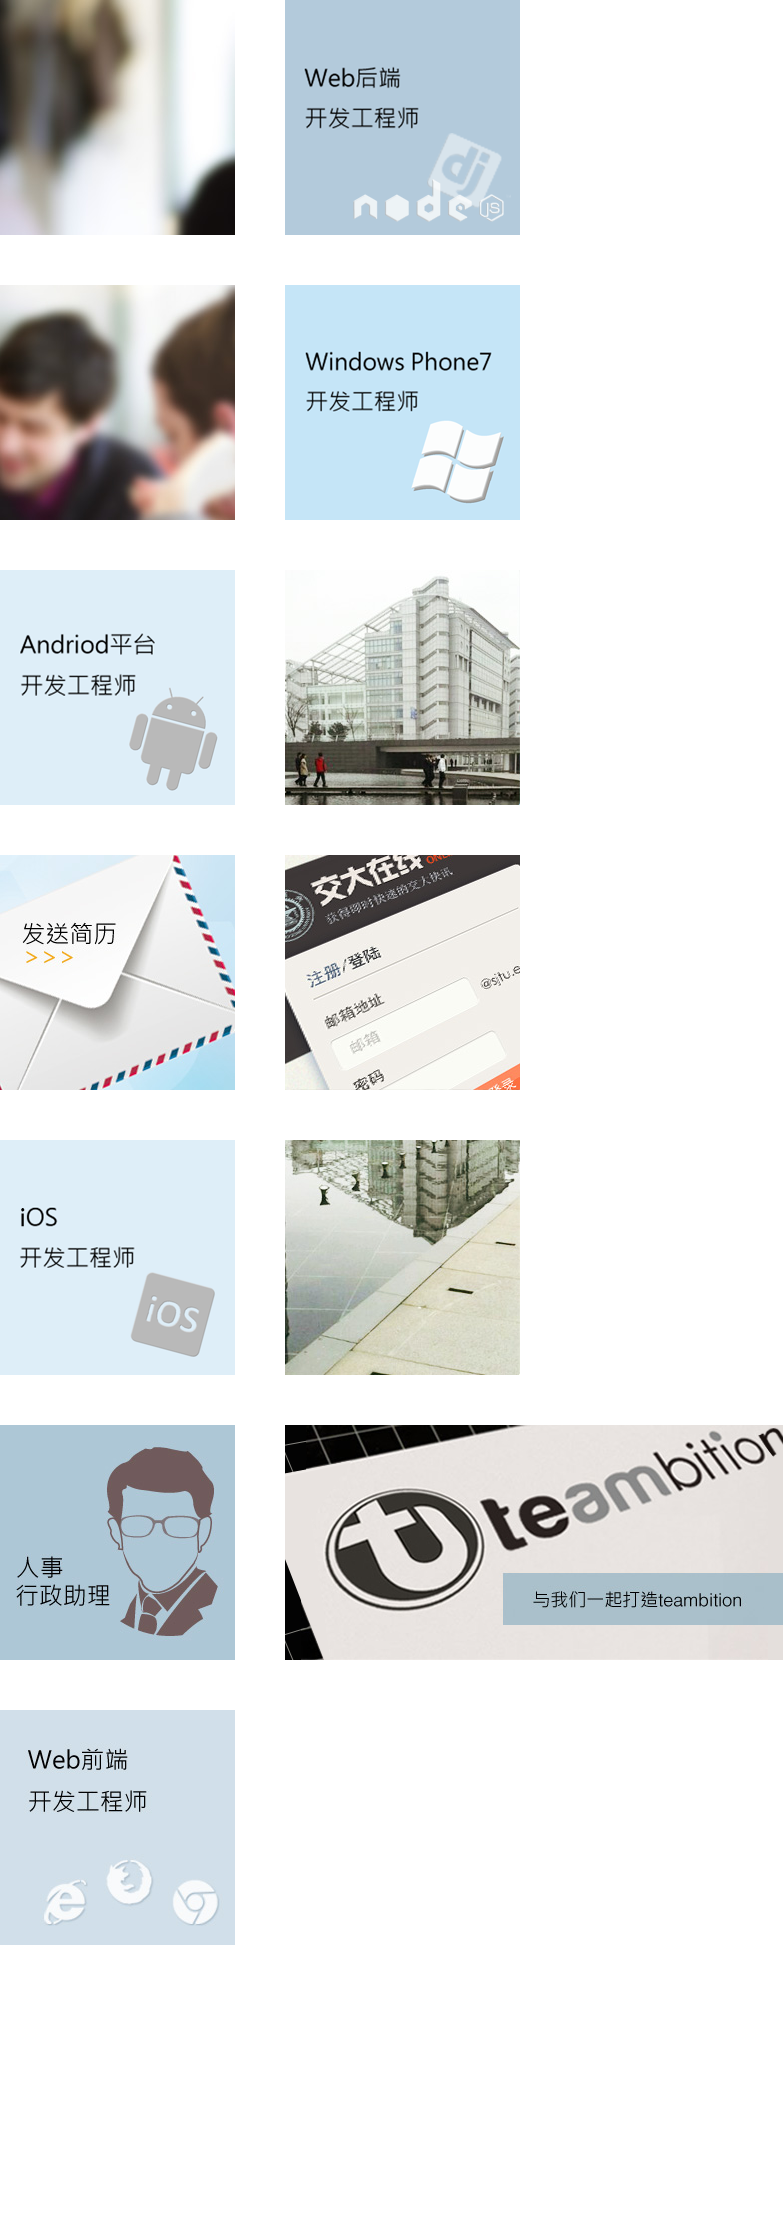 Web后端
开发工程师
dj
node
JS
Windows Phone7
开发工程师
Andriod平台
开发工程师
发送简历
>>>
交大在线
获得即时快速的交大快讯
注册/登陆
邮箱地址
邮箱
@sjtu.e
密码
登录
iOS
开发工程师
iOS
人事
行政助理
teambition
与我们一起打造teambition
Web前端
开发工程师